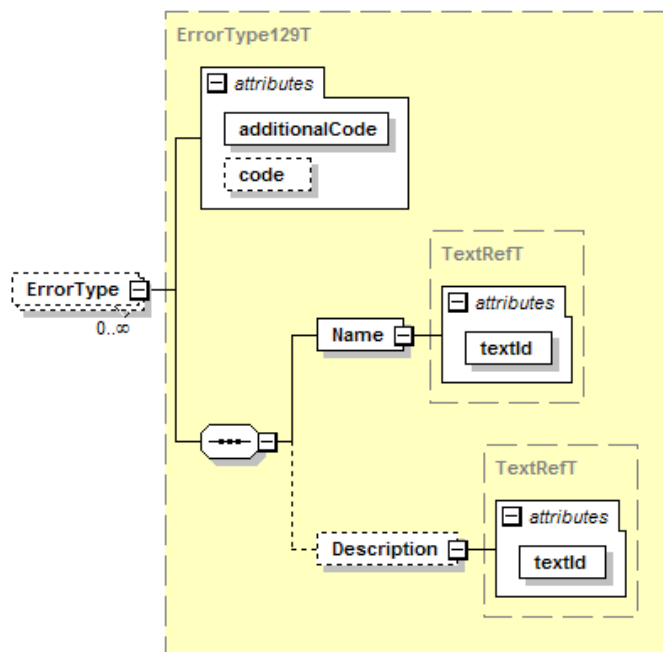 ErrorType129T
attributes
additionalCode
code
ErrorType
0..∞
TextRefT
attributes
Name
textId
TextRefT
attributes
Description
textId